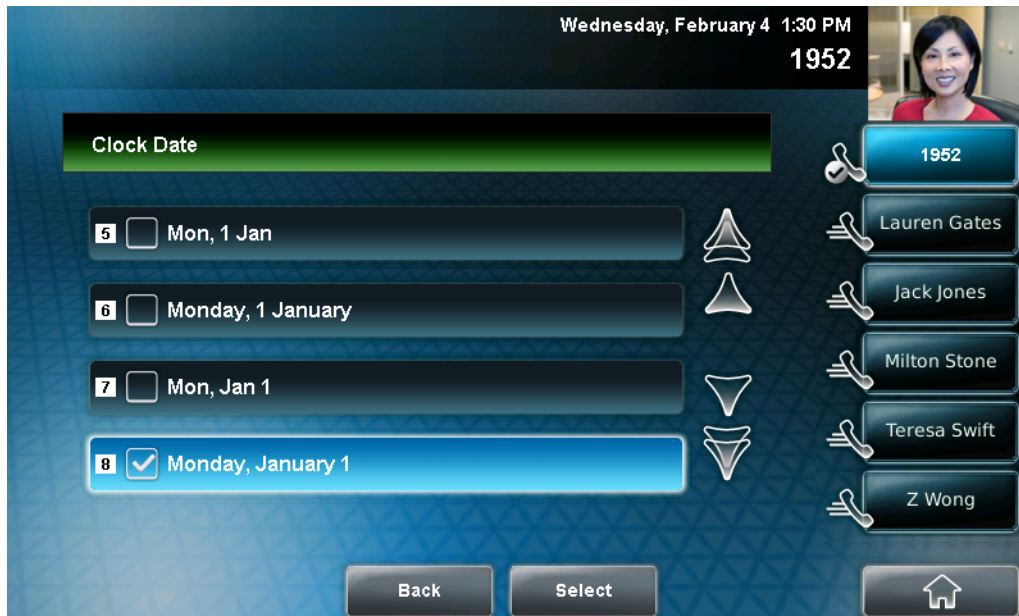 Wednesday, February 4 1:30 PM
1952
Clock Date
1952
5 Mon, 1 Jan
Lauren Gates
6 Monday, 1 January
Jack Jones
7 Mon, Jan 1
Milton Stone
8 Monday, January 1
Teresa Swift
Z Wong
Back
Select